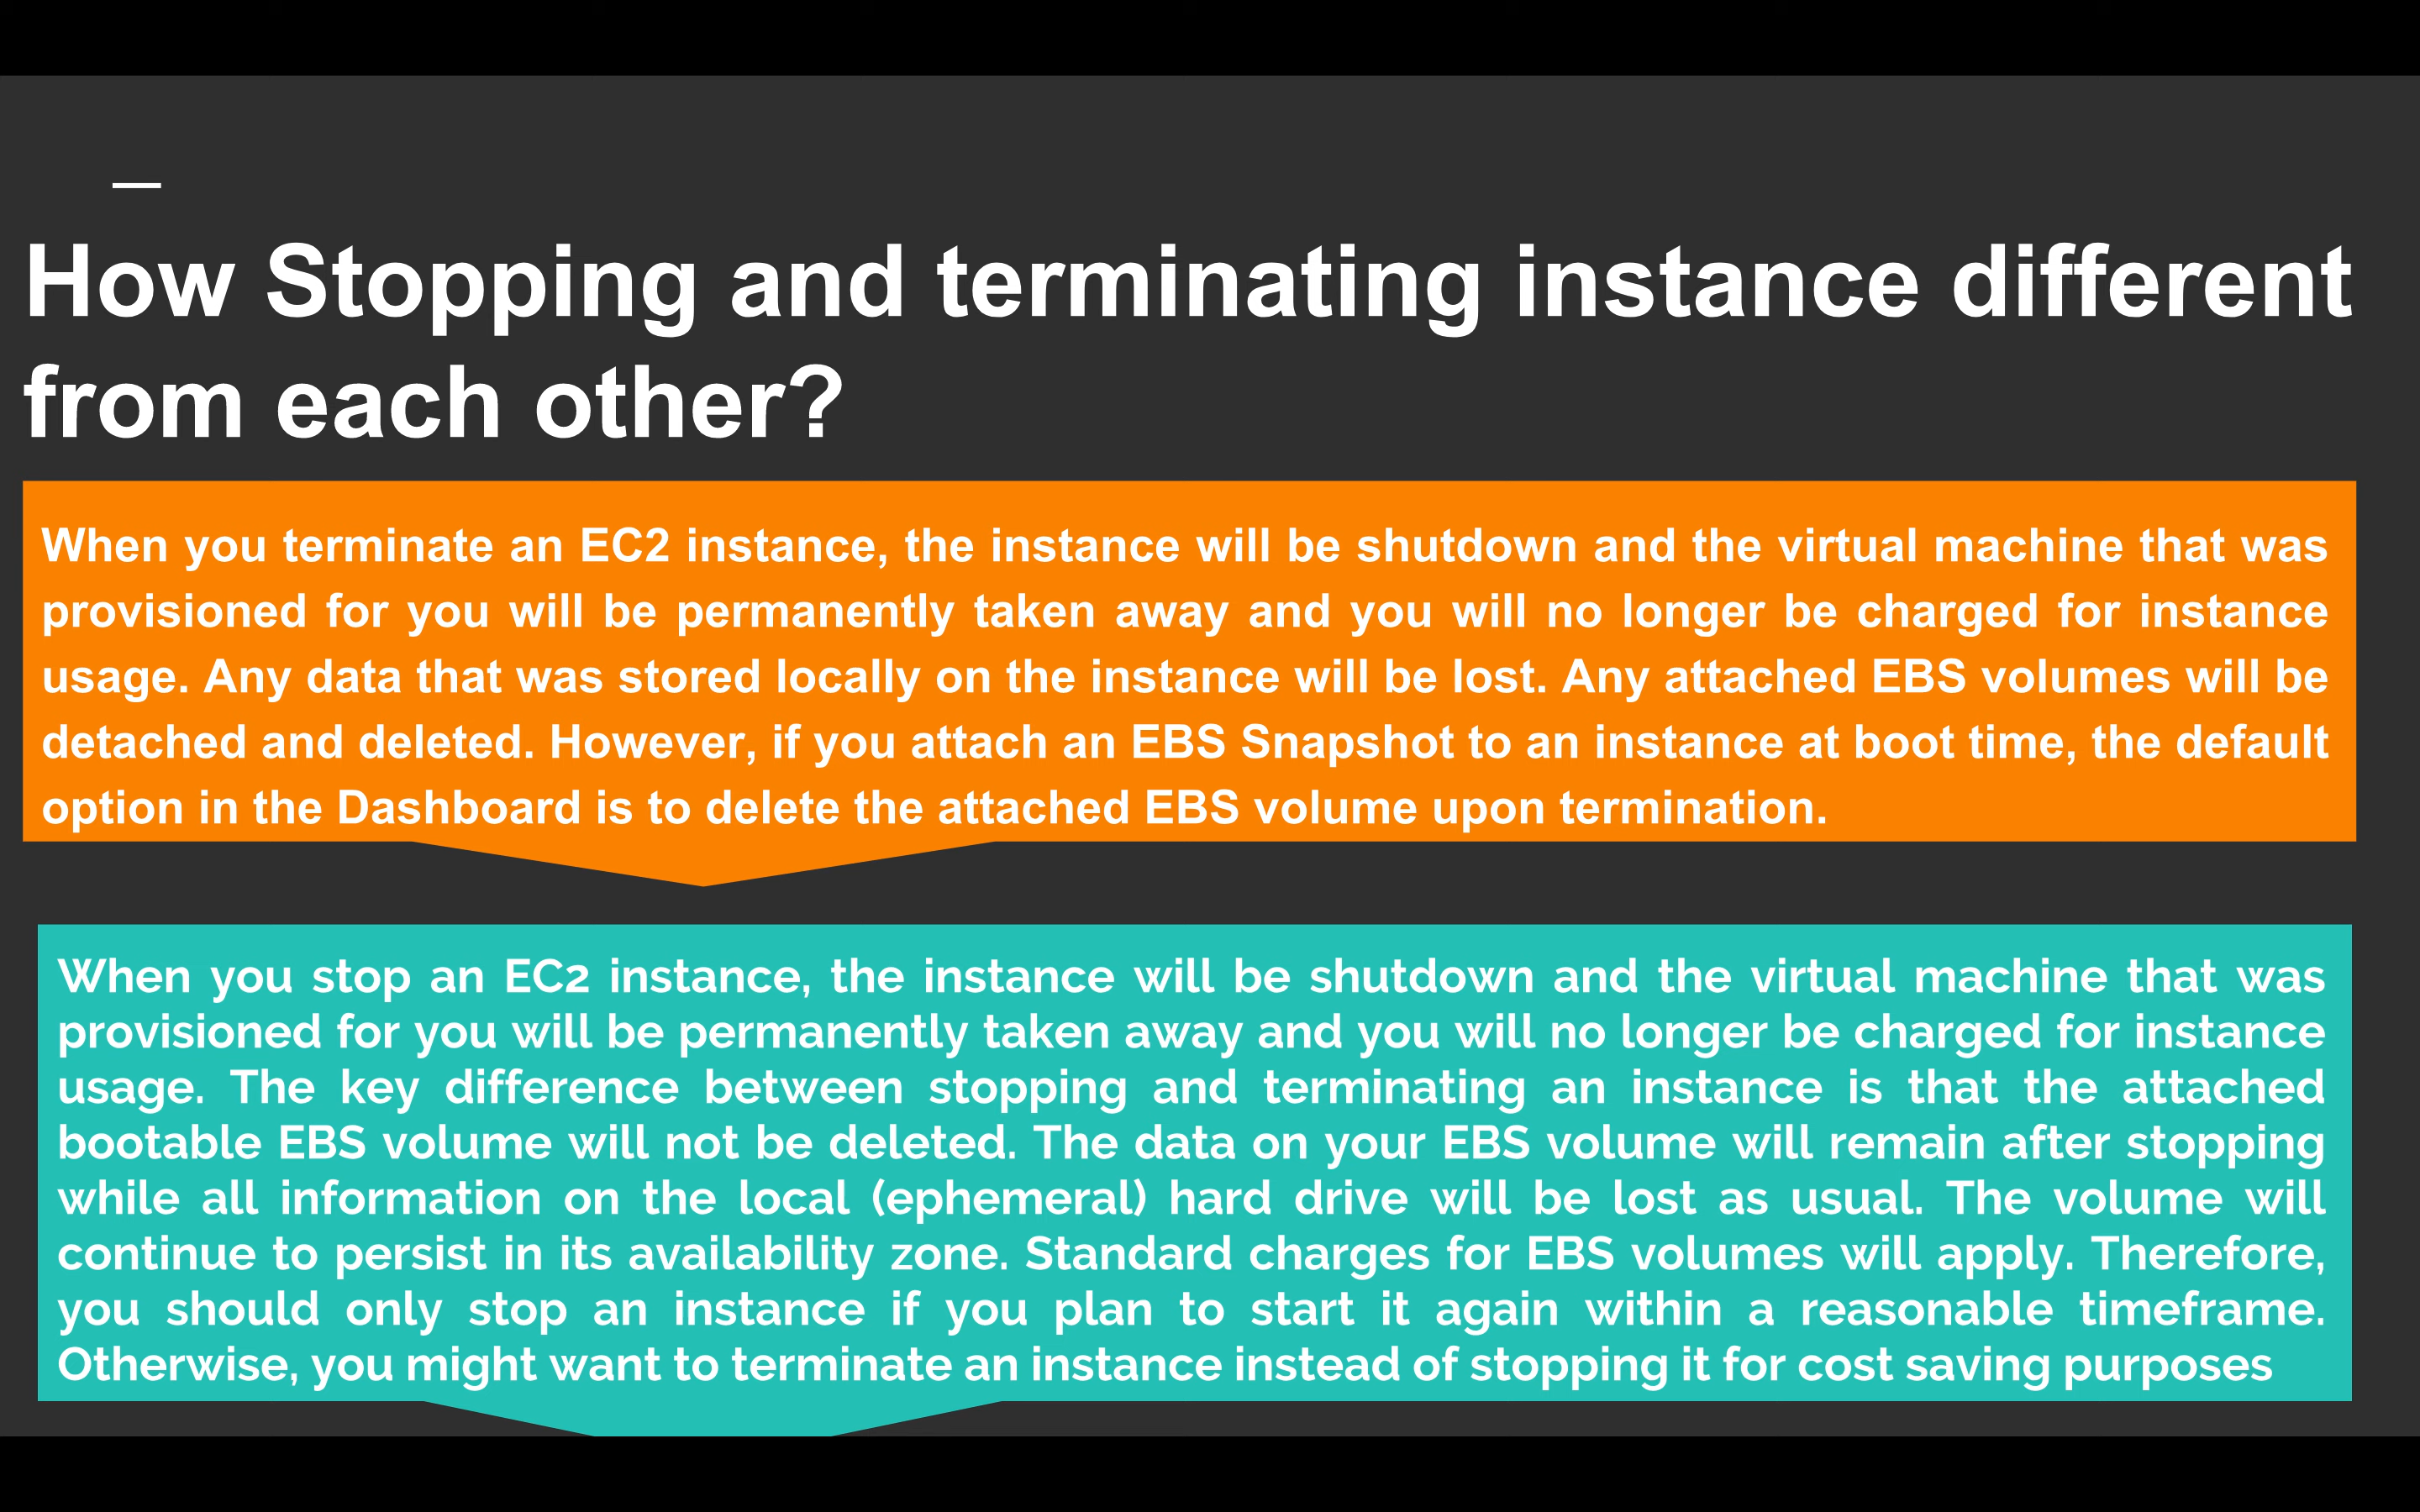 How Stopping and terminating instance different
from each other?
When you terminate an EC2 instance, the instance will be shutdown and the virtual machine that was
provisioned for you will be permanently taken away and you will no longer be charged for instance
usage. Any data that was stored locally on the instance will be lost. Any attached EBS volumes will be
detached and deleted. However, if you attach an EBS Snapshot to an instance at boot time, the default
option in the Dashboard is to delete the attached EBS volume upon termination.
When you stop an EC2 instance, the instance will be shutdown and the virtual machine that was
provisioned for you will be permanently taken away and you will no longer be charged for instance
usage. The key difference between stopping and terminating an instance is that the attached
bootable EBS volume will not be deleted. The data on your EBS volume will remain after stopping
while all information on the local (ephemeral) hard drive will be lost as usual. The volume will
continue to persist in its availability zone. Standard charges for EBS volumes will apply. Therefore,
you should only stop an instance if you plan to start it again within a reasonable timeframe.
Otherwise, you might want to terminate an instance instead of stopping it for cost saving purposes